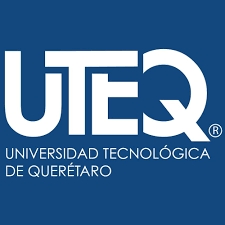 UTEQ®
UNIVERSIDAD TECNOLÓGICA
DE QUERÉTARO